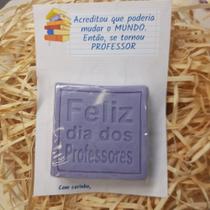 Acreditou que poderia
mudar o MUNDO.
Então, se tornou
PROFESSOR
Feliz
dia dos
Professores
Com carinho,